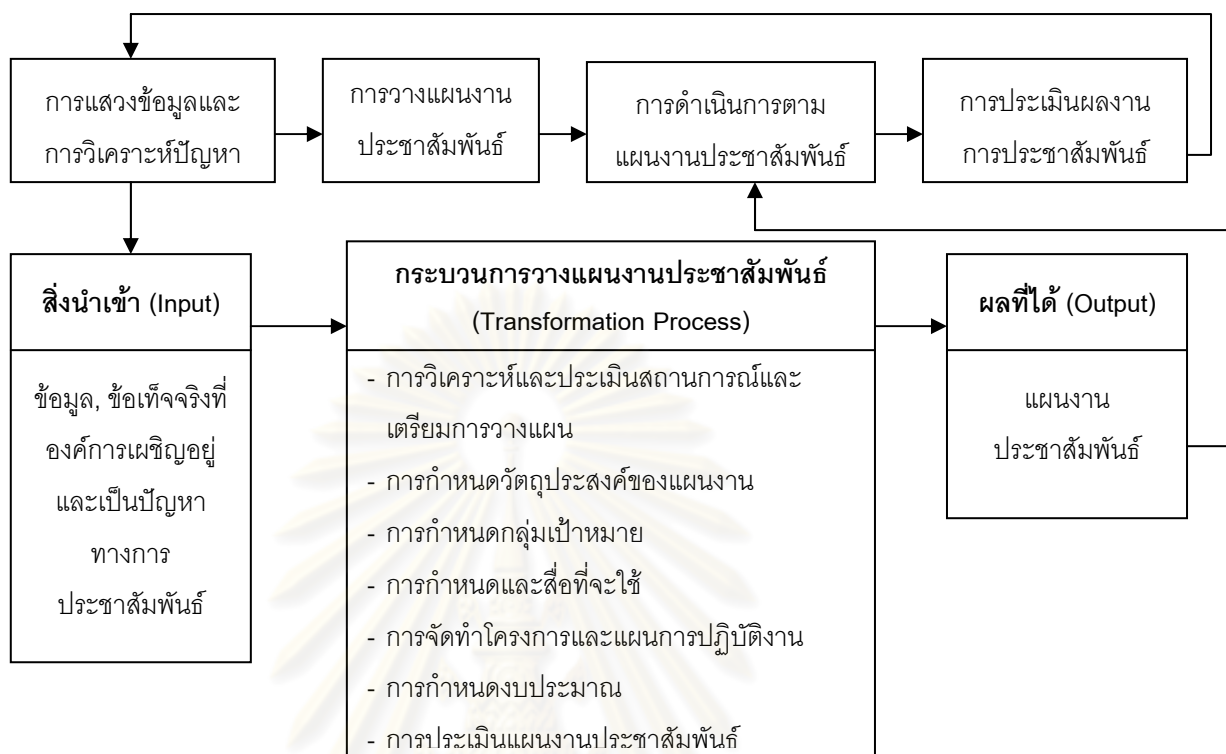 การแสวงข้อมูลและ
การวิเคราะห์ปัญหา
การวางแผนงาน
ประชาสัมพันธ์
การดำเนินการตาม
แผนงานประชาสัมพันธ์
การประเมินผลงาน
การประชาสัมพันธ์
สิ่งนำเข้า (Input)
ข้อมูล, ข้อเท็จจริงที่
องค์การเผชิญอยู่
และเป็นปัญหา
ทางการ
ประชาสัมพันธ์
กระบวนการวางแผนงานประชาสัมพันธ์
(Transformation Process)
- การวิเคราะห์และประเมินสถานการณ์และ
เตรียมการวางแผน
- การกำหนดวัตถุประสงค์ของแผนงาน
- การกำหนดกลุ่มเป้าหมาย
- การกำหนดและสื่อที่จะใช้
- การจัดทำโครงการและแผนการปฏิบัติงาน
- การกำหนดงบประมาณ
- การประเมินแผนงานประชาสัมพันธ์
ผลที่ได้ (Output)
แผนงาน
ประชาสัมพันธ์